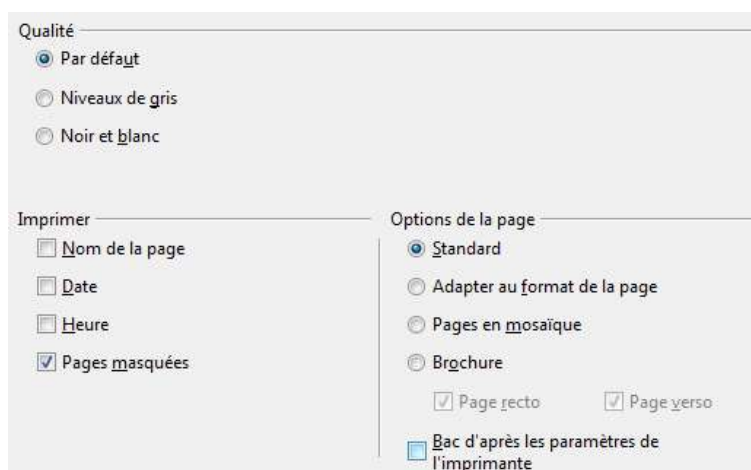 Qualité
Par défaut
Niveaux de gris
Noir et blanc
Imprimer
Nom de la page
Date
Heure
Pages masquées
Options de la page
Standard
Adapter au format de la page
Pages en mosaïque
Brochure
Page recto
Page verso
Bac d'après les paramètres de
l'imprimante